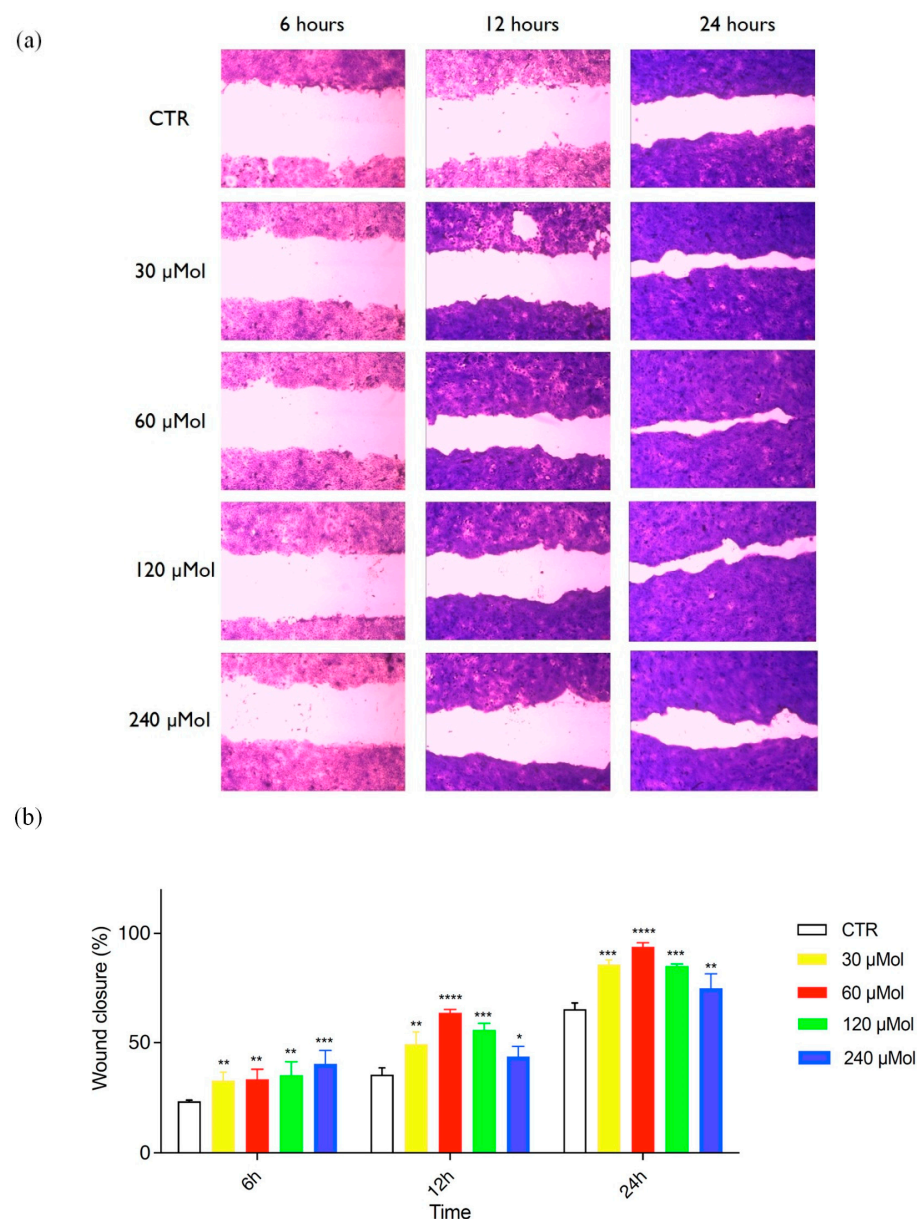 (a)
6 hours 12 hours 24 hours
CTR
30 µMol
60 µMol
120 µMol
240 µMol
(b)
Wound closure (%)
100
50
0
** ** ** ***
** **** *** *
*** **** *** **
6h 12h 24h
Time
CTR
30 µMol
60 µMol
120 µMol
240 µMol